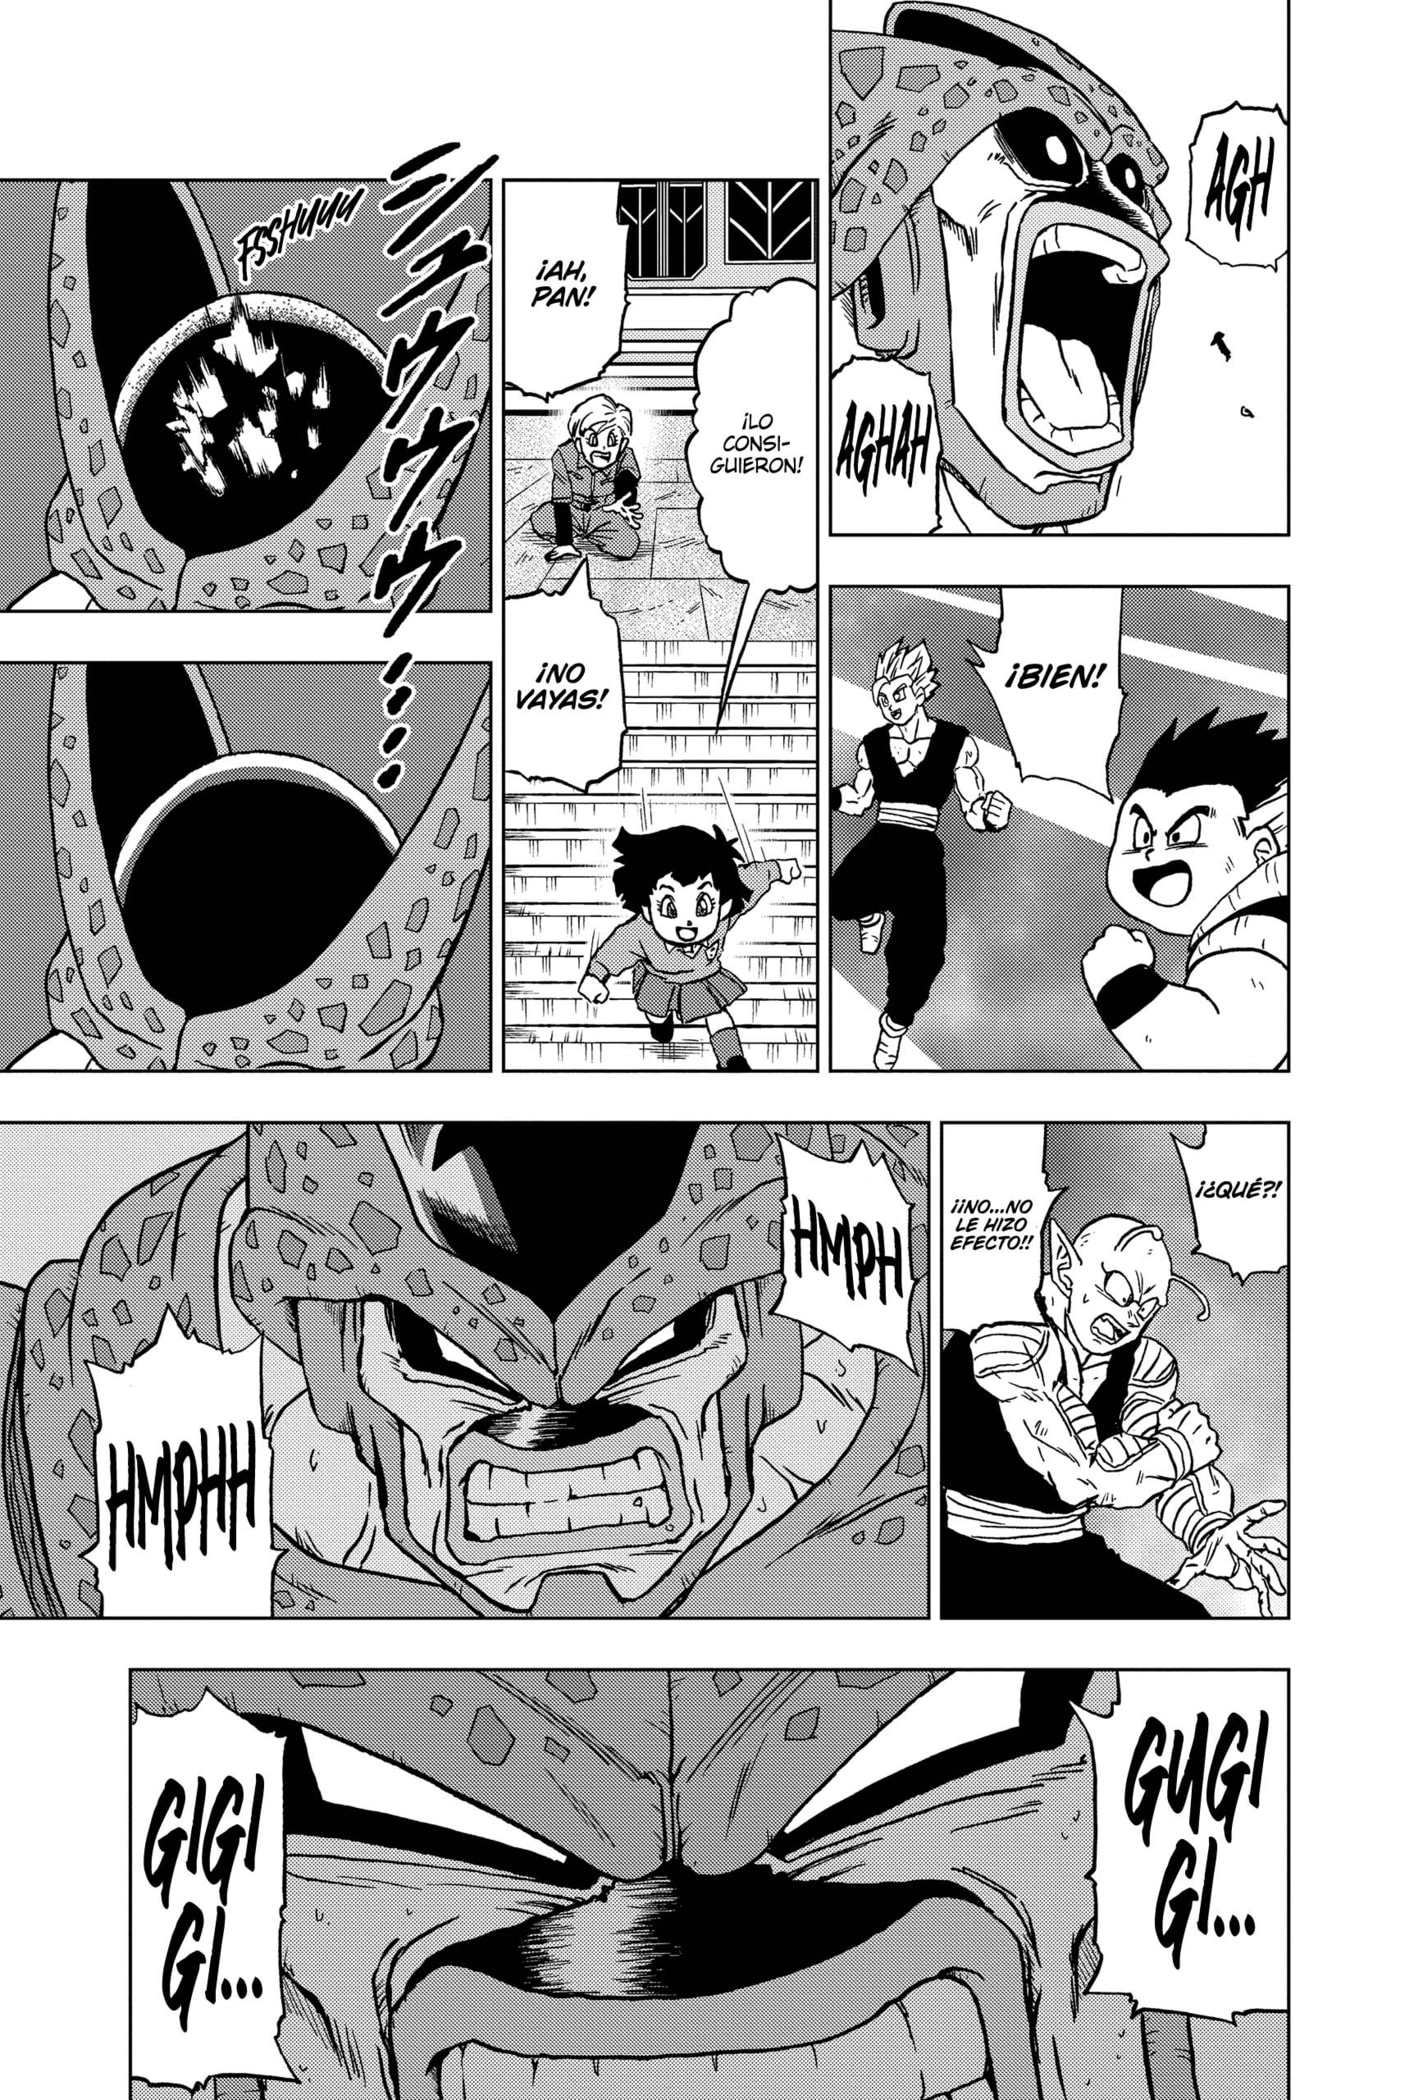 AGH
AGHAH
¡BIEN!
¡LO
CONSI-
GUIERON!
¡AH,
PAN!
¡NO
VAYAS!
FSSHUUU
シュウウウウ・・・
¡¿QUÉ?!
¡¡NO...NO
LE HIZO
EFECTO!!
HMPH
HMPHH
GUGI
GI...
GIGI
GI...